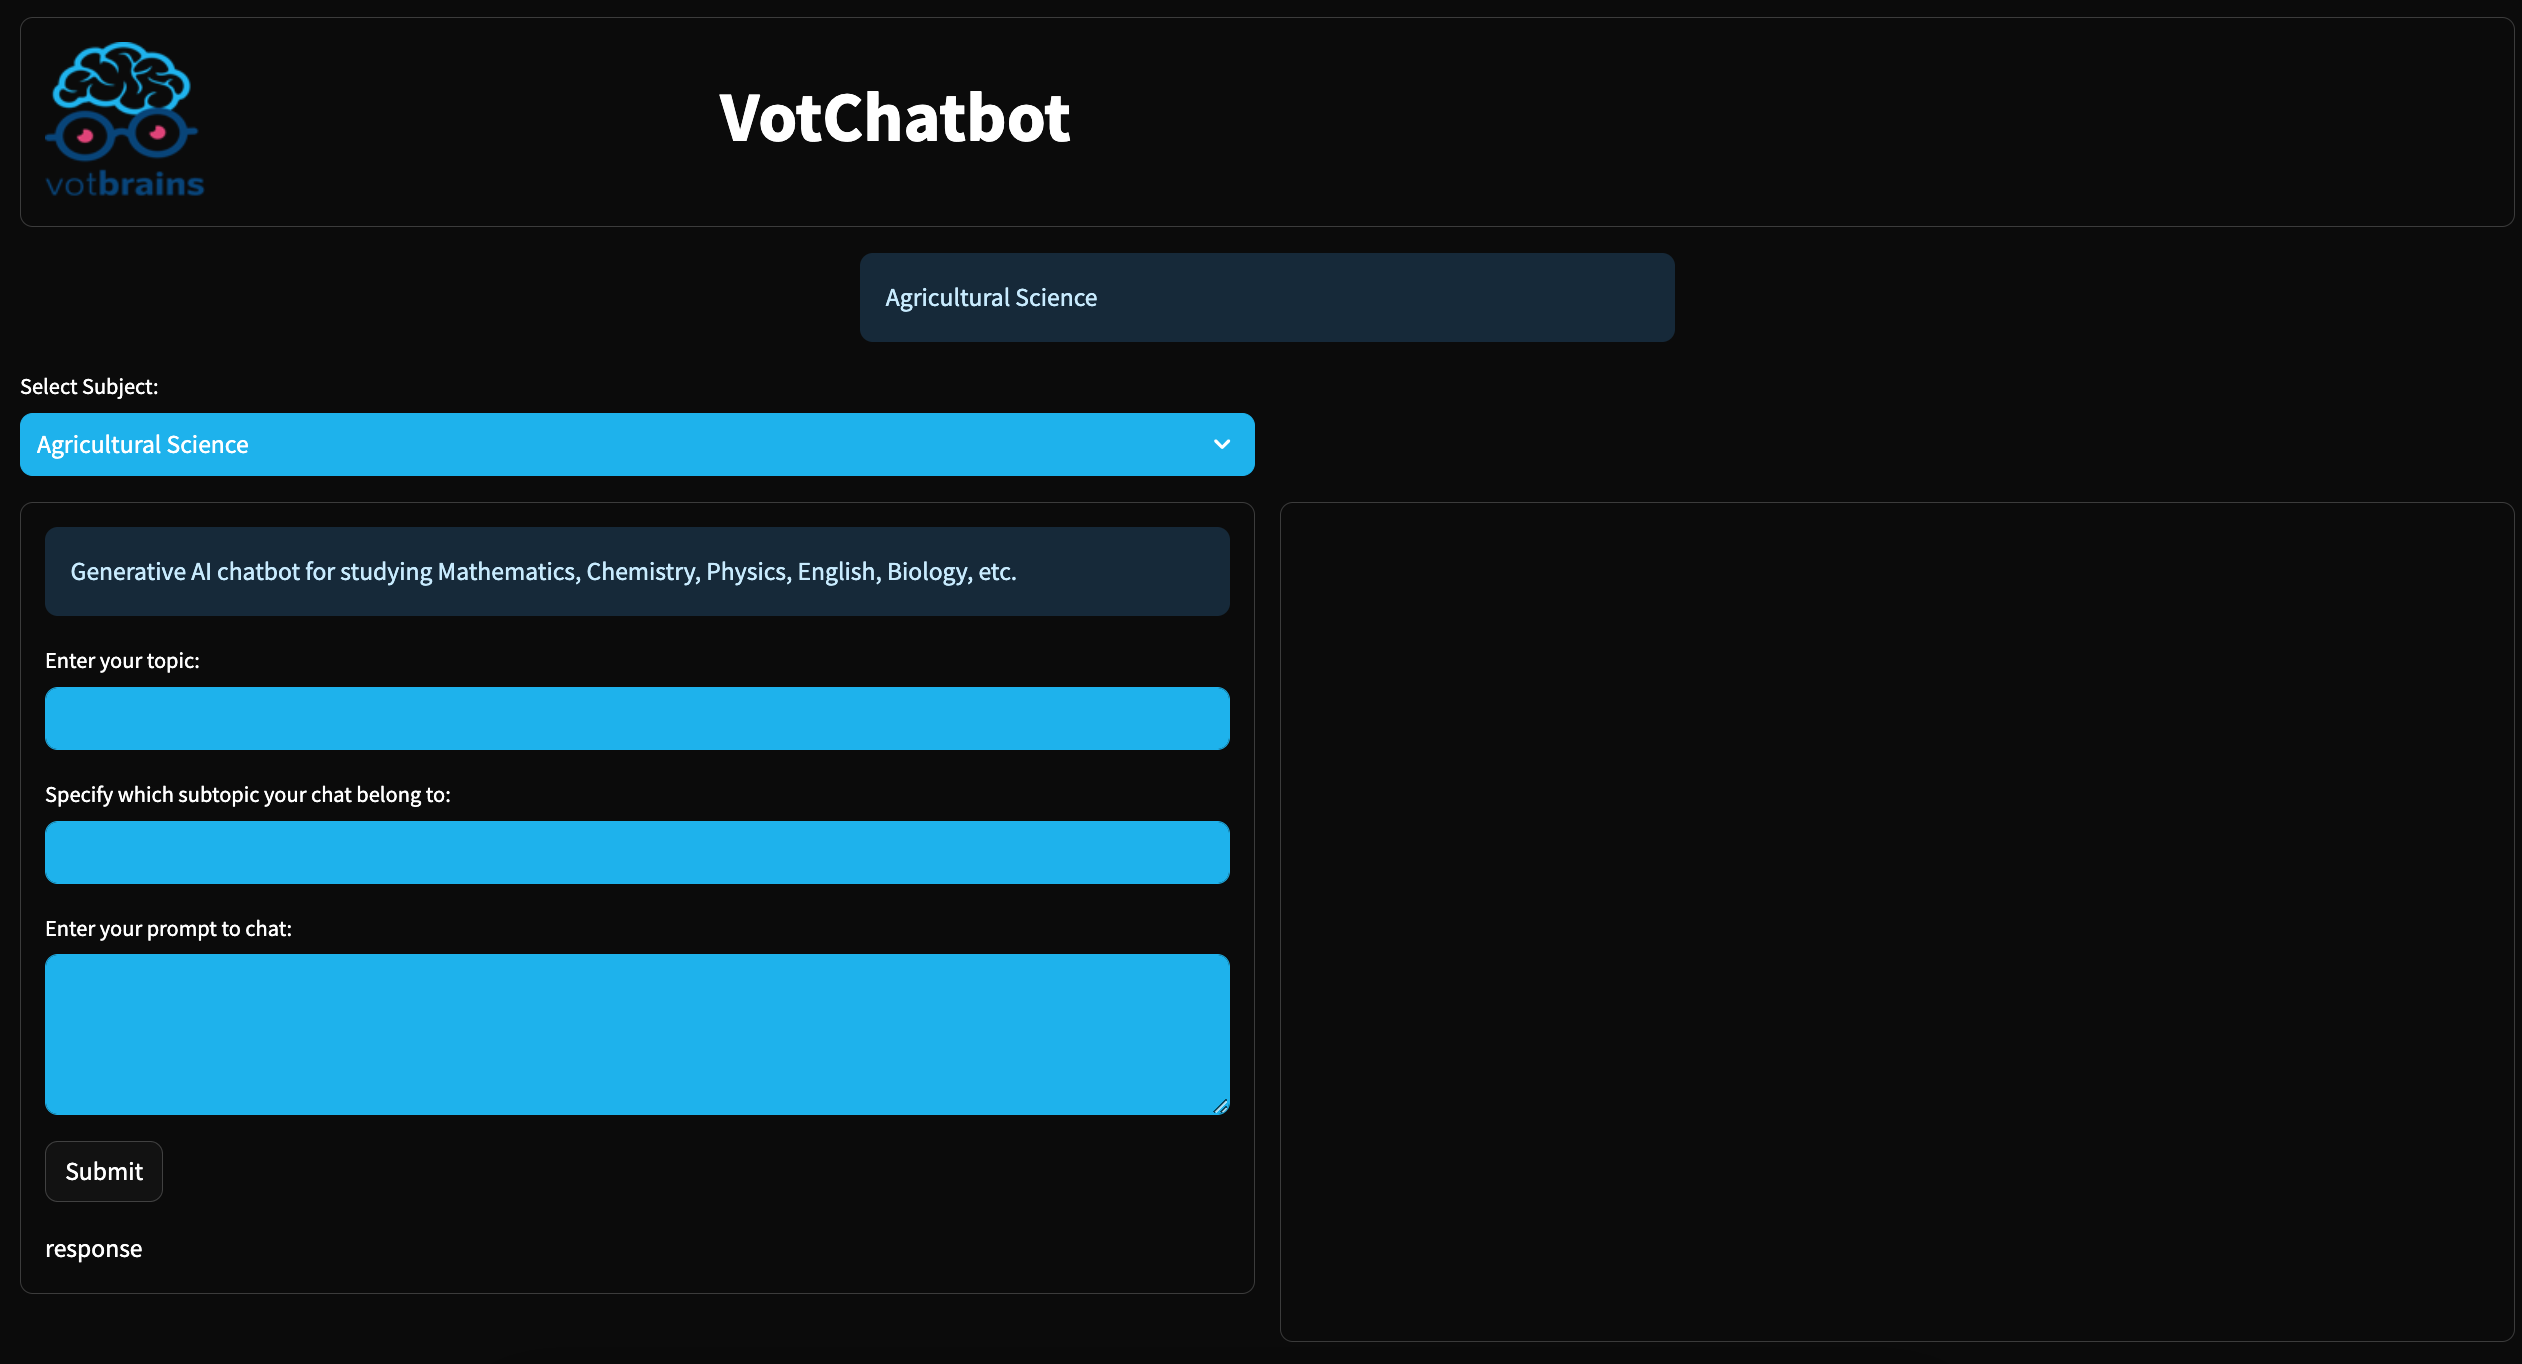 votbrains
VotChatbot
Agricultural Science
Select Subject:
Agricultural Science
Generative AI chatbot for studying Mathematics, Chemistry, Physics, English, Biology, etc.
Enter your topic:
Specify which subtopic your chat belong to:
Enter your prompt to chat:
Submit
response